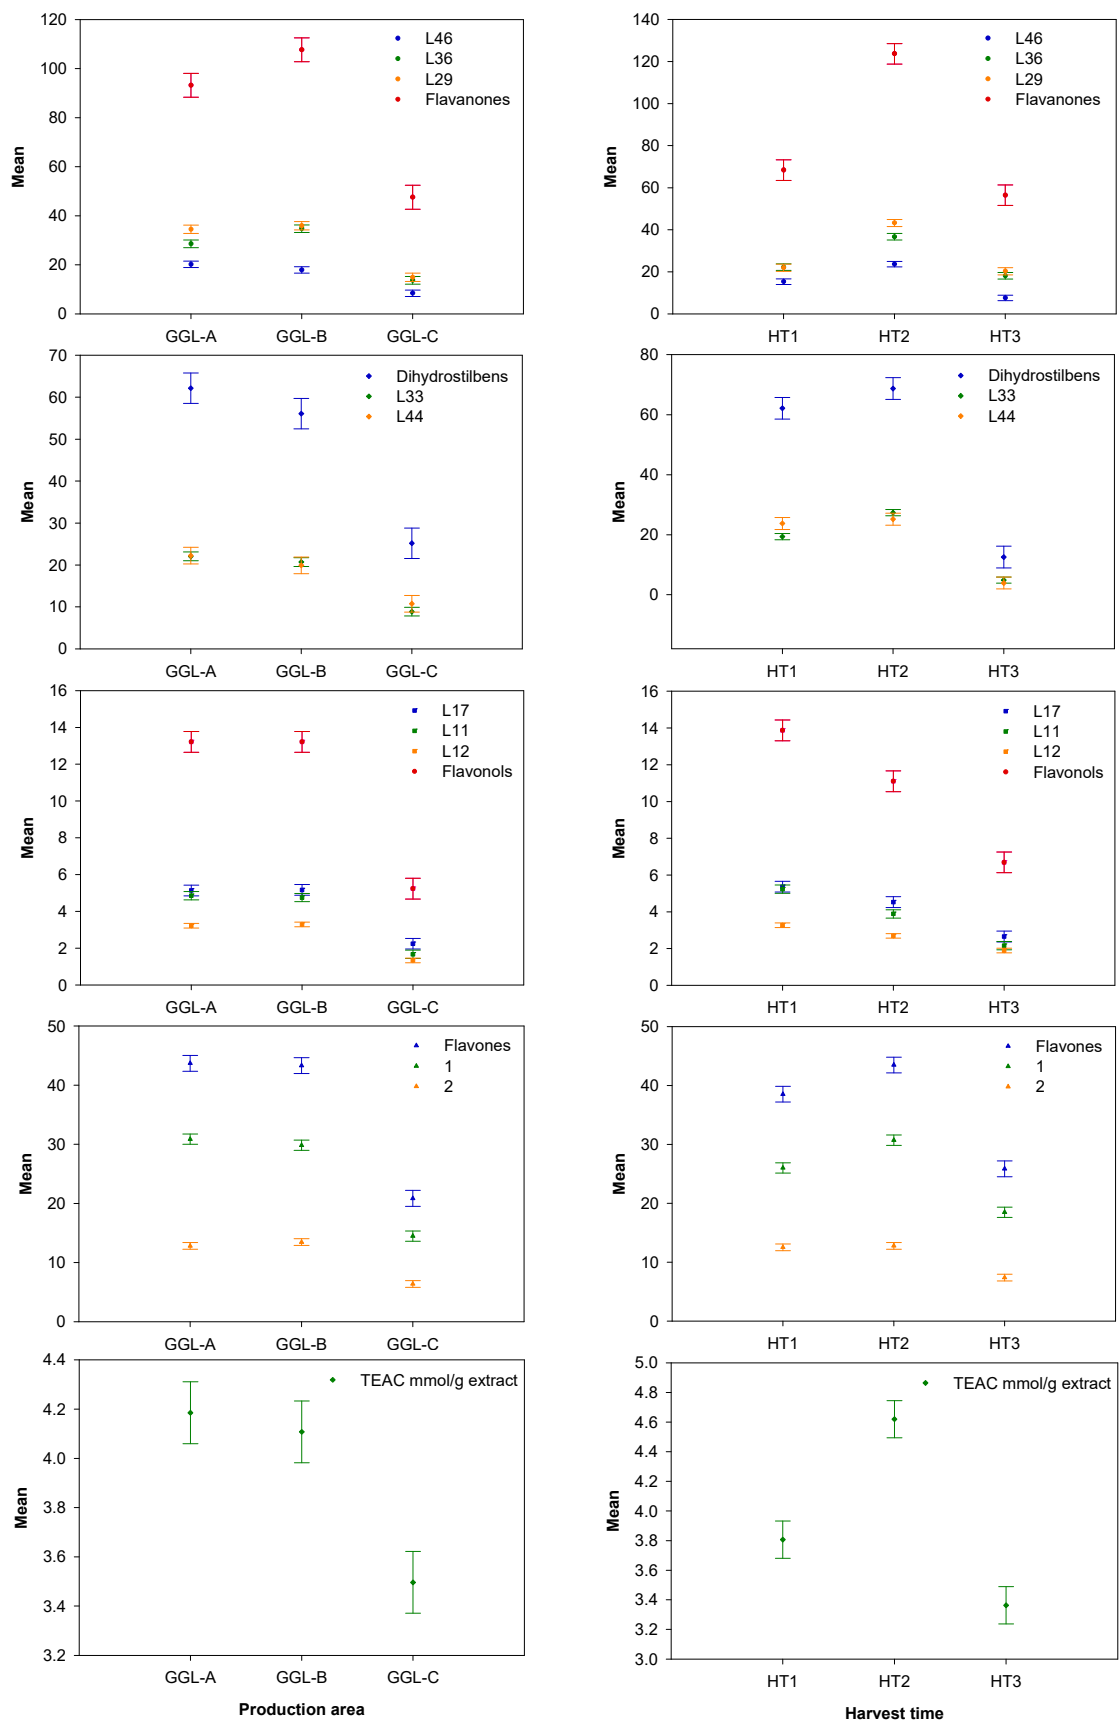 120
100
80
60
40
20
0
Mean
L46
L36
L29
Flavanones
GGL-A GGL-B GGL-C
140
120
100
80
60
40
20
0
Mean
L46
L36
L29
Flavanones
HT1 HT2 HT3
70
60
50
40
30
20
10
0
Mean
Dihydrostilbens
L33
L44
GGL-A GGL-B GGL-C
80
60
40
20
0
Mean
Dihydrostilbens
L33
L44
HT1 HT2 HT3
16
14
12
10
8
6
4
2
0
Mean
L17
L11
L12
Flavonols
GGL-A GGL-B GGL-C
16
14
12
10
8
6
4
2
0
Mean
L17
L11
L12
Flavonols
HT1 HT2 HT3
50
40
30
20
10
0
Mean
Flavones
1
2
GGL-A GGL-B GGL-C
50
40
30
20
10
0
Mean
Flavones
1
2
HT1 HT2 HT3
4.4
4.2
4.0
3.8
3.6
3.4
3.2
Mean
TEAC mmol/g extract
GGL-A GGL-B GGL-C
Production area
5.0
4.8
4.6
4.4
4.2
4.0
3.8
3.6
3.4
3.2
3.0
Mean
TEAC mmol/g extract
HT1 HT2 HT3
Harvest time